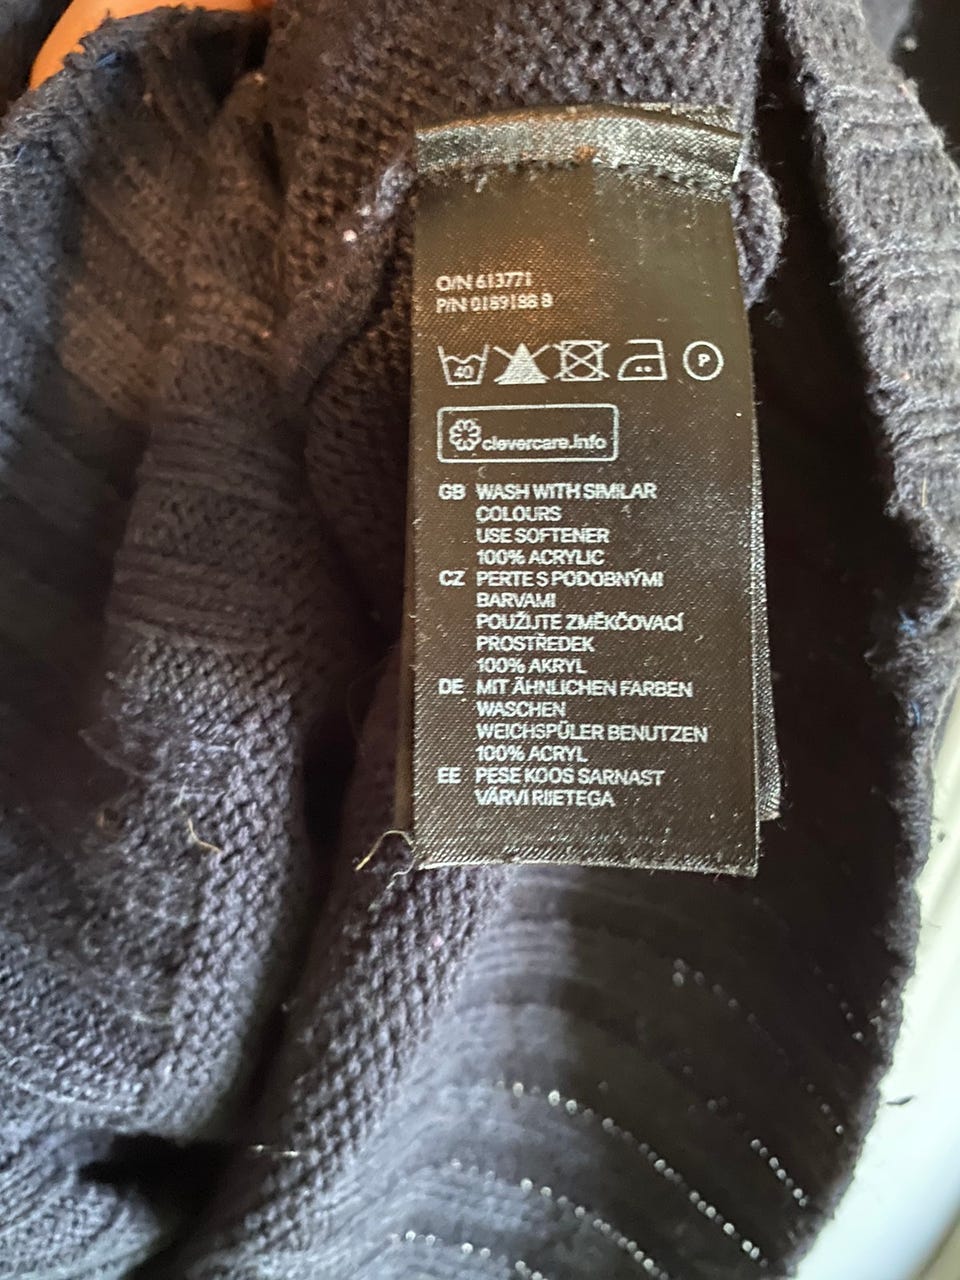 O/N 613771
P/N 0189188 8
40 P
clevercare.info
GB WASH WITH SIMILAR
COLOURS
USE SOFTENER
100% ACRYLIC
CZ PERTE S PODOBNÝMI
BARVAMI
POUŽIJTE ZMĚKČOVACÍ
PROSTŘEDEK
100% AKRYL
DE MIT ÄHNLICHEN FARBEN
WASCHEN
WEICHSPÜLER BENUTZEN
100% ACRYL
EE PESE KOOS SARNAST
VÄRVI RIIETEGA